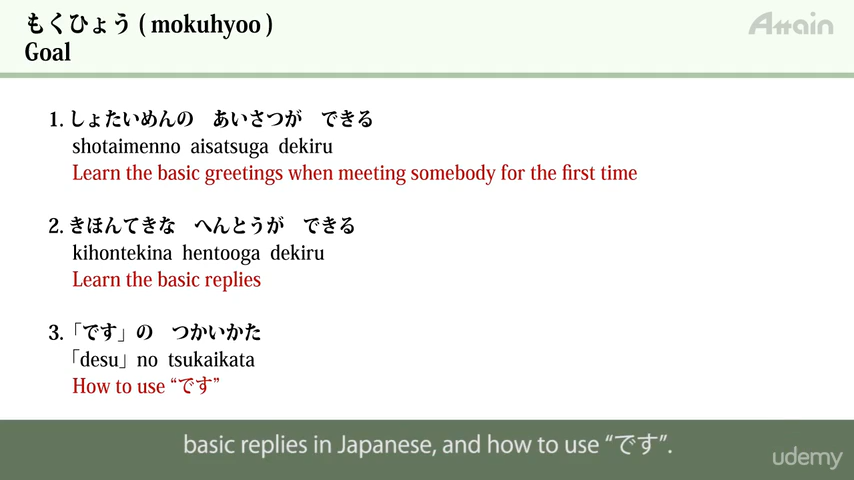 もくひょう ( mokuhyoo )
Attain
Goal
1. しょたいめんの　あいさつが　できる
shotaimenno aisatsuga dekiru
Learn the basic greetings when meeting somebody for the first time
2. きほんてきな　へんとうが　できる
kihontekina hentooga dekiru
Learn the basic replies
3.「です」の　つかいかた
「desu」no tsukaikata
How to use “です”
basic replies in Japanese, and how to use “です”.
udemy